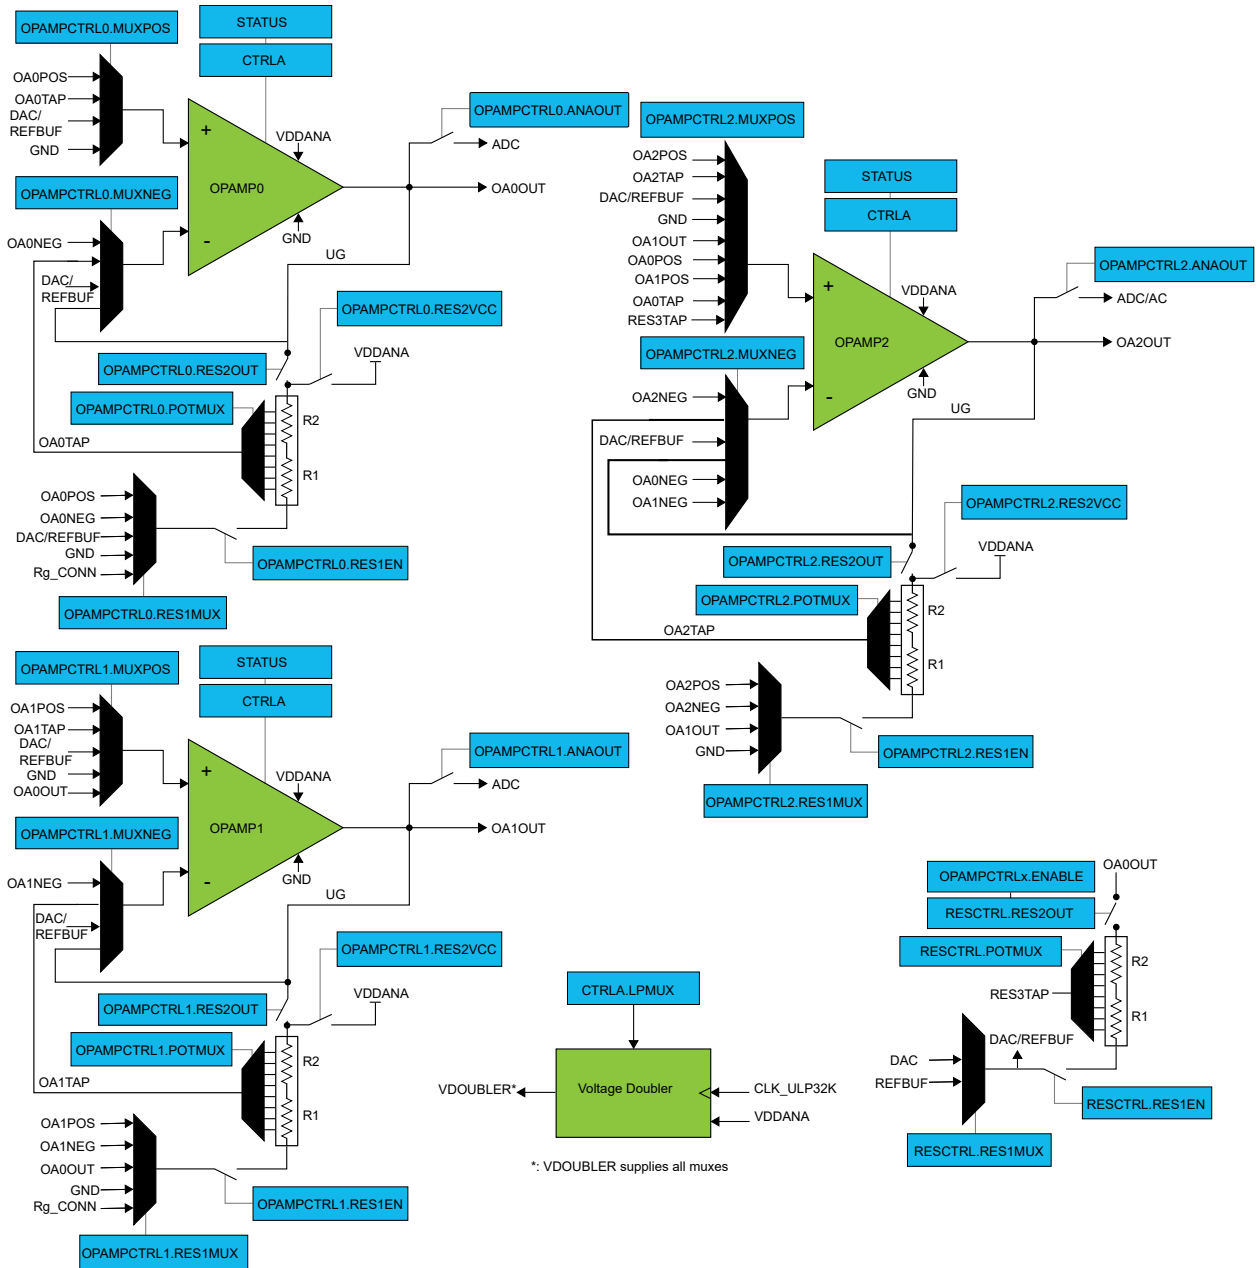 OPAMPCTRL0.MUXPOS
STATUS
CTRLA
OA0POS
OA0TAP
DAC/
REFBUF
GND
+
-
OPAMP0
VDDANA
GND
OPAMPCTRL0.ANAOUT
ADC
OA0OUT
OPAMPCTRL0.MUXNEG
OA0NEG
DAC/
REFBUF
UG
OPAMPCTRL0.RES2VCC
VDDANA
OPAMPCTRL0.RES2OUT
OPAMPCTRL0.POTMUX
R2
R1
OA0TAP
OA0POS
OA0NEG
DAC/REFBUF
GND
Rg_CONN
OPAMPCTRL0.RES1EN
OPAMPCTRL0.RES1MUX
OPAMPCTRL2.MUXPOS
OA2POS
OA2TAP
DAC/REFBUF
GND
OA1OUT
OA0POS
OA1POS
OA0TAP
RES3TAP
STATUS
CTRLA
+
-
OPAMP2
VDDANA
GND
OPAMPCTRL2.ANAOUT
ADC/AC
OA2OUT
OPAMPCTRL2.MUXNEG
OA2NEG
DAC/REFBUF
OA0NEG
OA1NEG
UG
OPAMPCTRL2.RES2VCC
VDDANA
OPAMPCTRL2.RES2OUT
OPAMPCTRL2.POTMUX
R2
R1
OA2TAP
OA2POS
OA2NEG
OA1OUT
GND
OPAMPCTRL2.RES1EN
OPAMPCTRL2.RES1MUX
OPAMPCTRL1.MUXPOS
STATUS
CTRLA
OA1POS
OA1TAP
DAC/
REFBUF
GND
OA0OUT
+
-
OPAMP1
VDDANA
GND
OPAMPCTRL1.ANAOUT
ADC
OA1OUT
OPAMPCTRL1.MUXNEG
OA1NEG
DAC/
REFBUF
UG
OPAMPCTRL1.RES2VCC
VDDANA
OPAMPCTRL1.RES2OUT
OPAMPCTRL1.POTMUX
R2
R1
OA1TAP
OA1POS
OA1NEG
OA0OUT
GND
Rg_CONN
OPAMPCTRL1.RES1EN
OPAMPCTRL1.RES1MUX
CTRLA.LPMUX
Voltage Doubler
VDOUBLER*
CLK_ULP32K
VDDANA
*: VDOUBLER supplies all muxes
OPAMPCTRLx.ENABLE
OA0OUT
RESCTRL.RES2OUT
RESCTRL.POTMUX
R2
R1
RES3TAP
DAC/REFBUF
DAC
REFBUF
RESCTRL.RES1EN
RESCTRL.RES1MUX